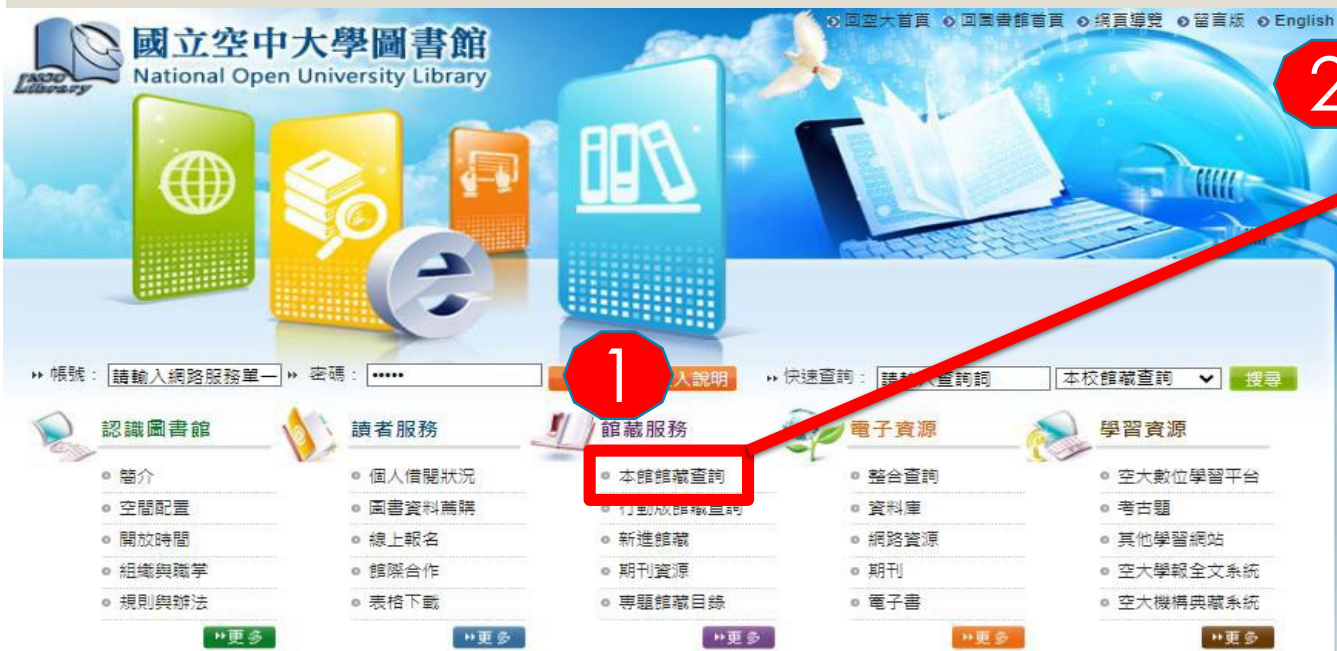 回空大首頁 回圖書館首頁 網頁導覽 留言版 English
國立空中大學圖書館
National Open University Library
NOU
Library
2
帳號： 請輸入網路服務單一 密碼： ••••• 1 入說明 快速查詢： 請輸入查詢詞 本校館藏查詢 搜尋
認識圖書館 讀者服務 館藏服務 電子資源 學習資源
簡介 個人借閱狀況 本館館藏查詢 整合查詢 空大數位學習平台
空間配置 圖書資料薦購 行動版館藏查詢 資料庫 考古題
開放時間 線上報名 新進館藏 網路資源 其他學習網站
組織與職掌 館際合作 期刊資源 期刊 空大學報全文系統
規則與辦法 表格下載 專題館藏目錄 電子書 空大機構典藏系統
更多 更多 更多 更多 更多